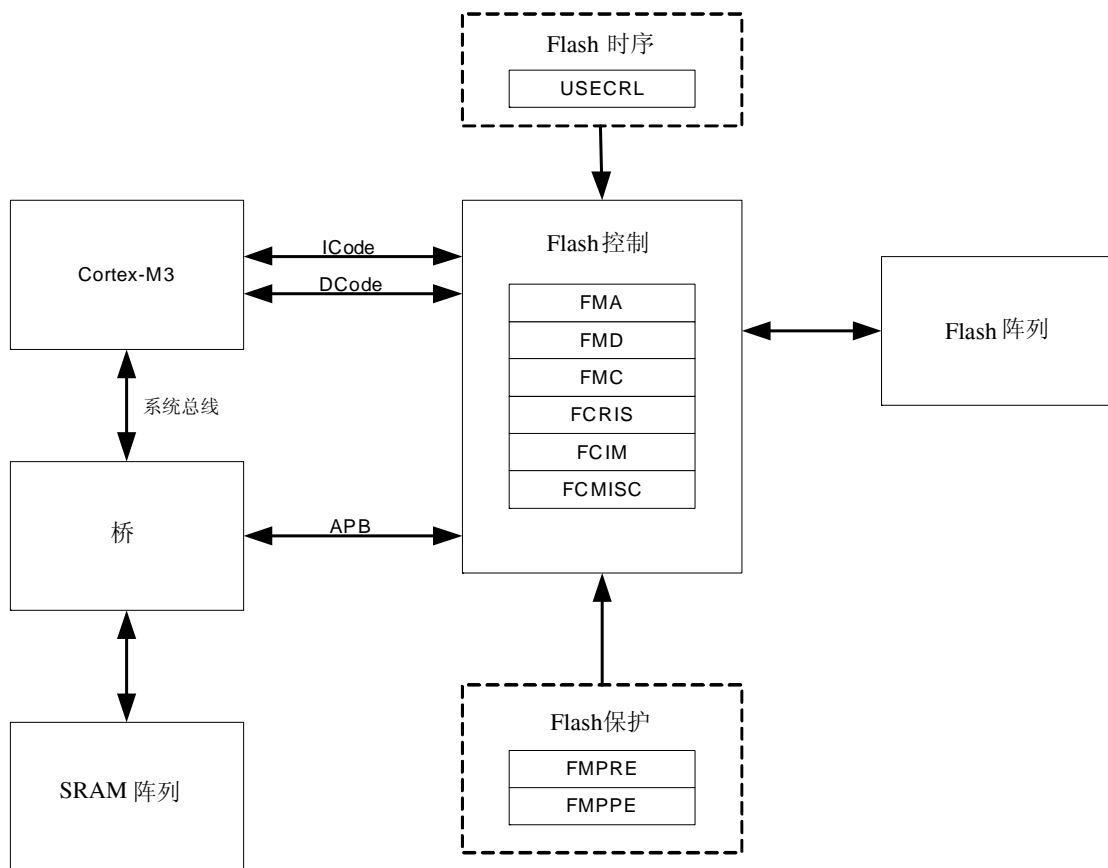 Flash 时序
USECRL
Cortex-M3
ICode
DCode
系统总线
桥
APB
SRAM 阵列
Flash控制
FMA
FMD
FMC
FCRIS
FCIM
FCMISC
Flash 阵列
Flash保护
FMPRE
FMPPE